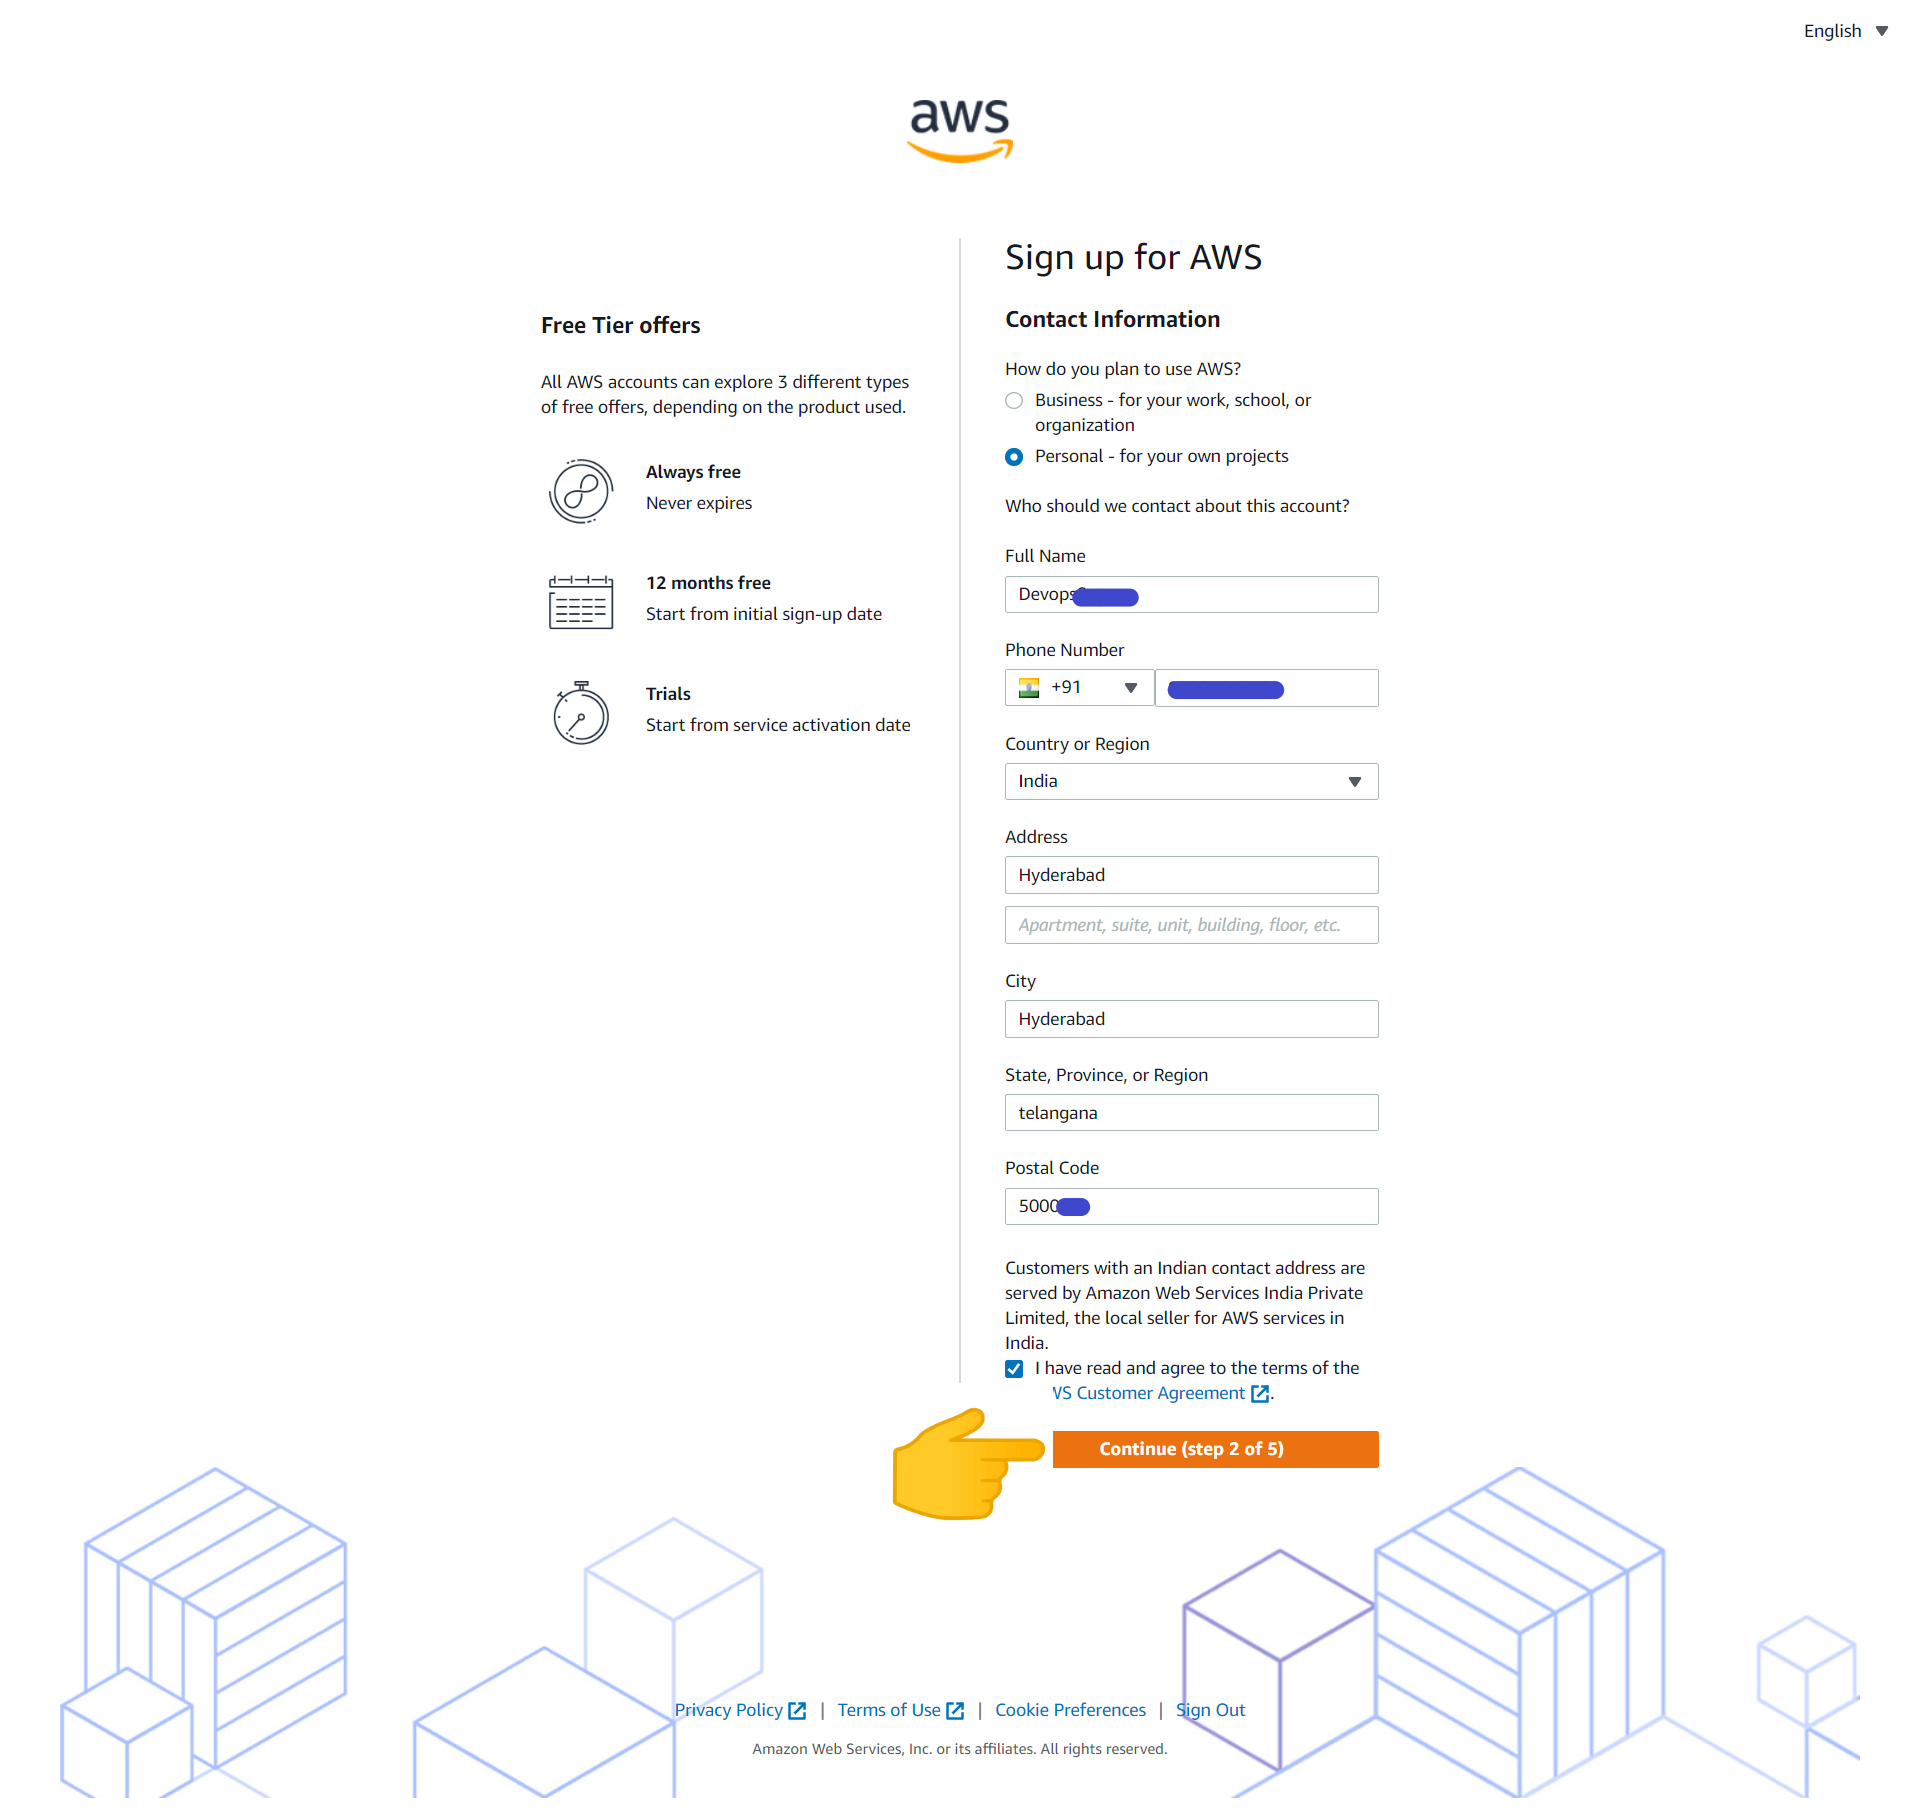 English
aws
Sign up for AWS
Free Tier offers
All AWS accounts can explore 3 different types
of free offers, depending on the product used.
Always free
Never expires
12 months free
Start from initial sign-up date
Trials
Start from service activation date
Contact Information
How do you plan to use AWS?
Business - for your work, school, or
organization
Personal - for your own projects
Who should we contact about this account?
Full Name
Devops
Phone Number
+91
Country or Region
India
Address
Hyderabad
Apartment, suite, unit, building, floor, etc.
City
Hyderabad
State, Province, or Region
telangana
Postal Code
5000
Customers with an Indian contact address are
served by Amazon Web Services India Private
Limited, the local seller for AWS services in
India.
I have read and agree to the terms of the
WS Customer Agreement.
Continue (step 2 of 5)
Privacy Policy | Terms of Use | Cookie Preferences | Sign Out
Amazon Web Services, Inc. or its affiliates. All rights reserved.